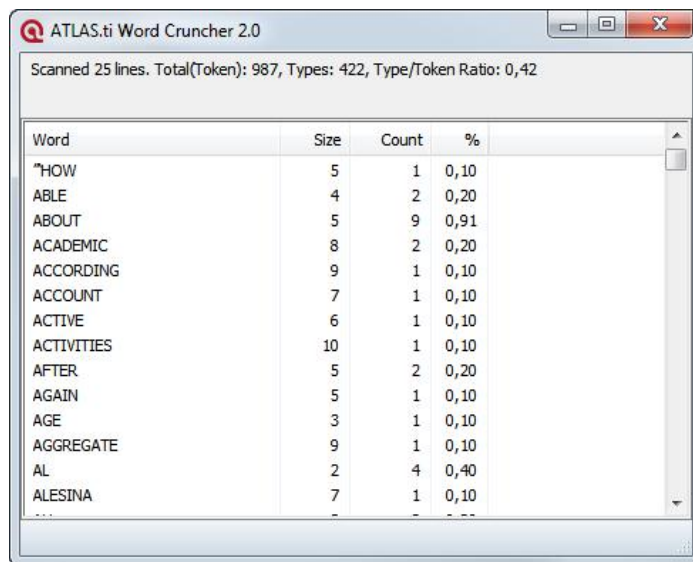 ATLAS.ti Word Cruncher 2.0
Scanned 25 lines. Total(Token): 987, Types: 422, Type/Token Ratio: 0,42
Word Size Count %
"'HOW 5 1 0,10
ABLE 4 2 0,20
ABOUT 5 9 0,91
ACADEMIC 8 2 0,20
ACCORDING 9 1 0,10
ACCOUNT 7 1 0,10
ACTIVE 6 1 0,10
ACTIVITIES 10 1 0,10
AFTER 5 2 0,20
AGAIN 5 1 0,10
AGE 3 1 0,10
AGGREGATE 9 1 0,10
AL 2 4 0,40
ALESINA 7 1 0,10